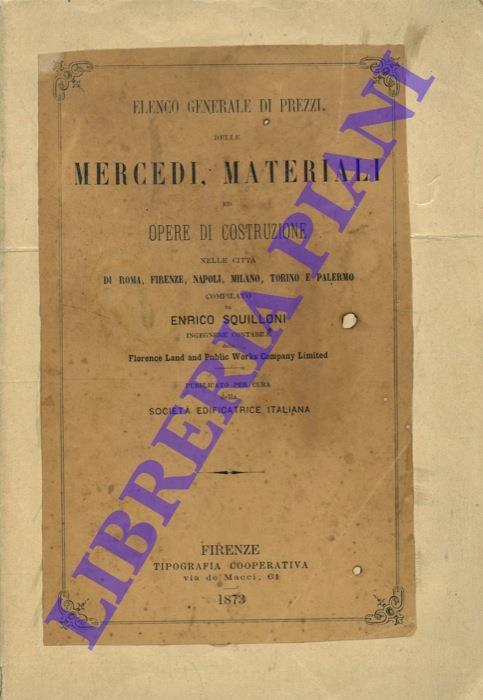 ELENCO GENERALE DI PREZZI
DELLE
MERCEDI, MATERIALI
ED
OPERE DI COSTRUZIONE
NELLE CITTÀ
DI ROMA, FIRENZE, NAPOLI, MILANO, TORINO E PALERMO
COMPILATO
DA
ENRICO SQUILLONI
INGEGNERE CONTABILE
della
Florence Land and Public Works Company Limited
PUBBLICATO PER CURA
della
SOCIETÀ EDIFICATRICE ITALIANA
FIRENZE
TIPOGRAFIA COOPERATIVA
via de' Macci, 61
1873
LIBRERIA PIANI